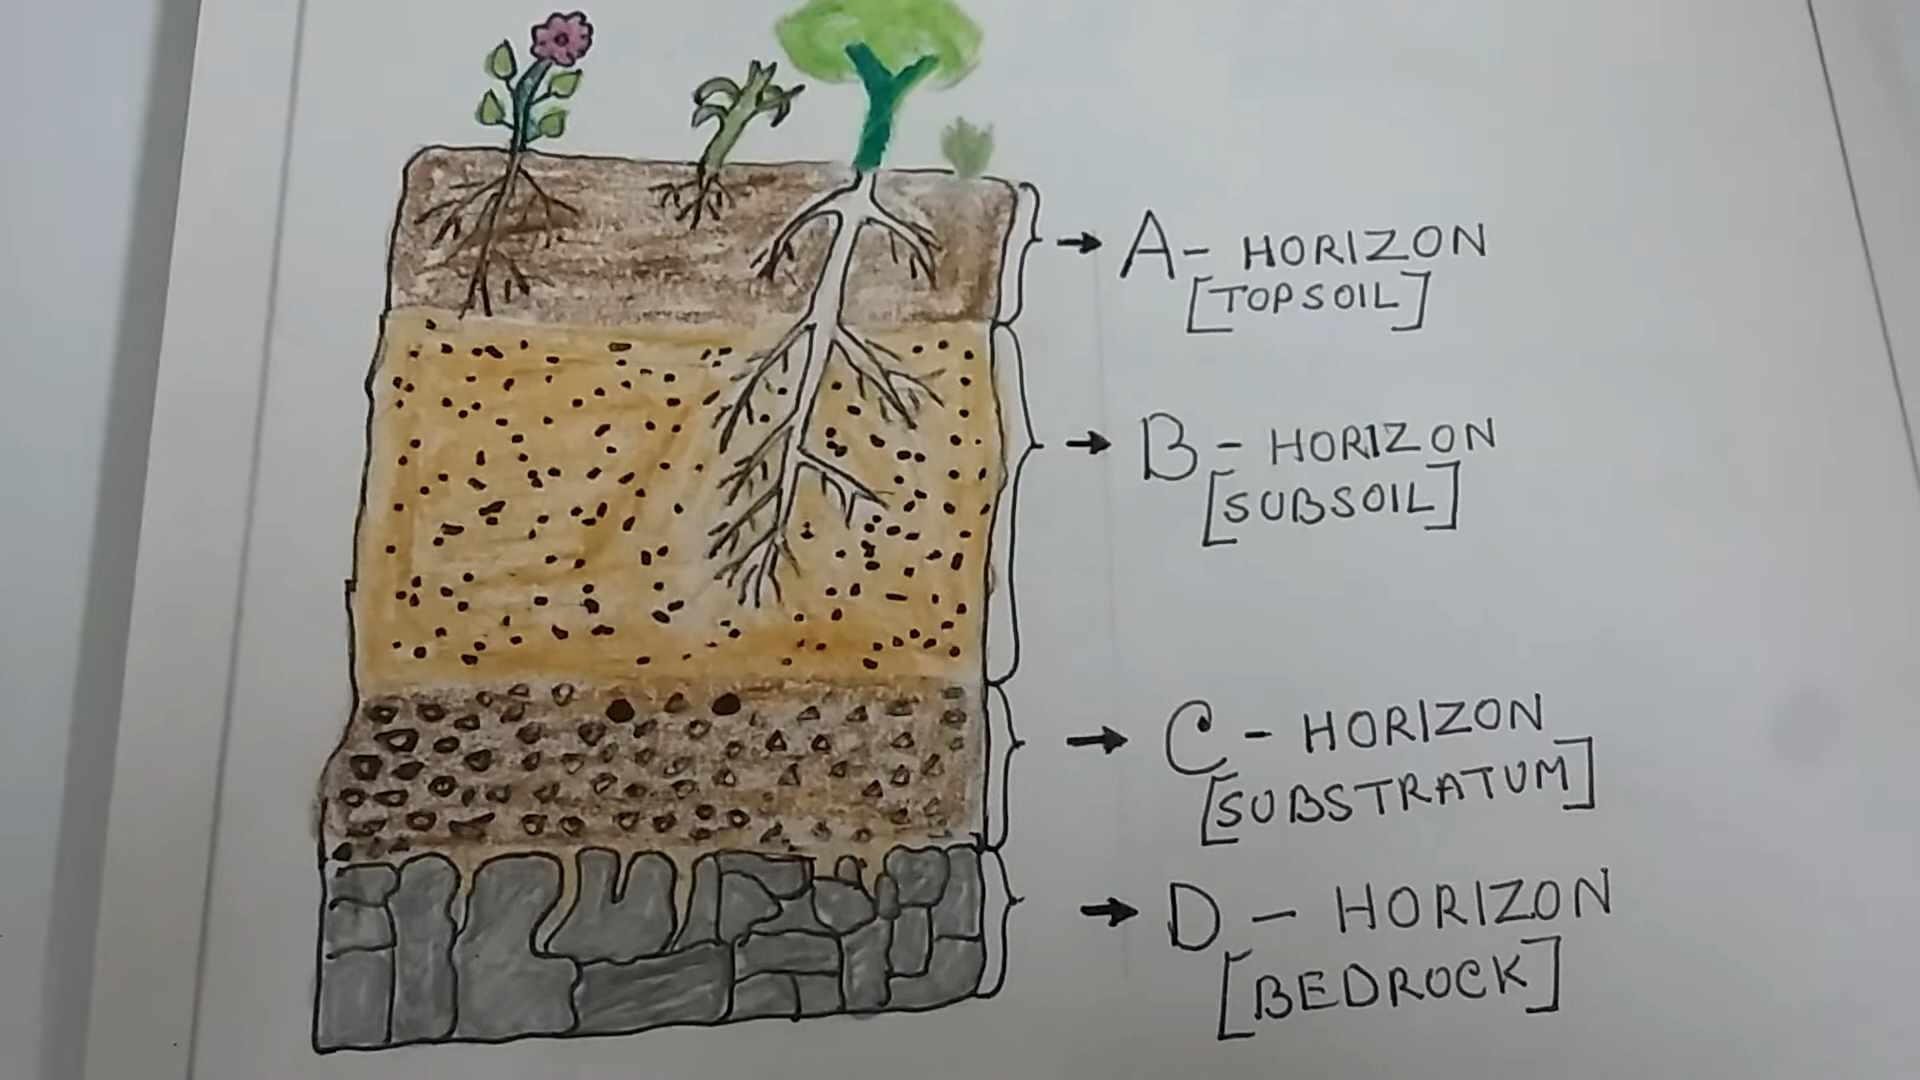 A - HORIZON
[TOPSOIL]
B - HORIZON
[SUBSOIL]
C - HORIZON
[SUBSTRATUM]
D - HORIZON
[BEDROCK]